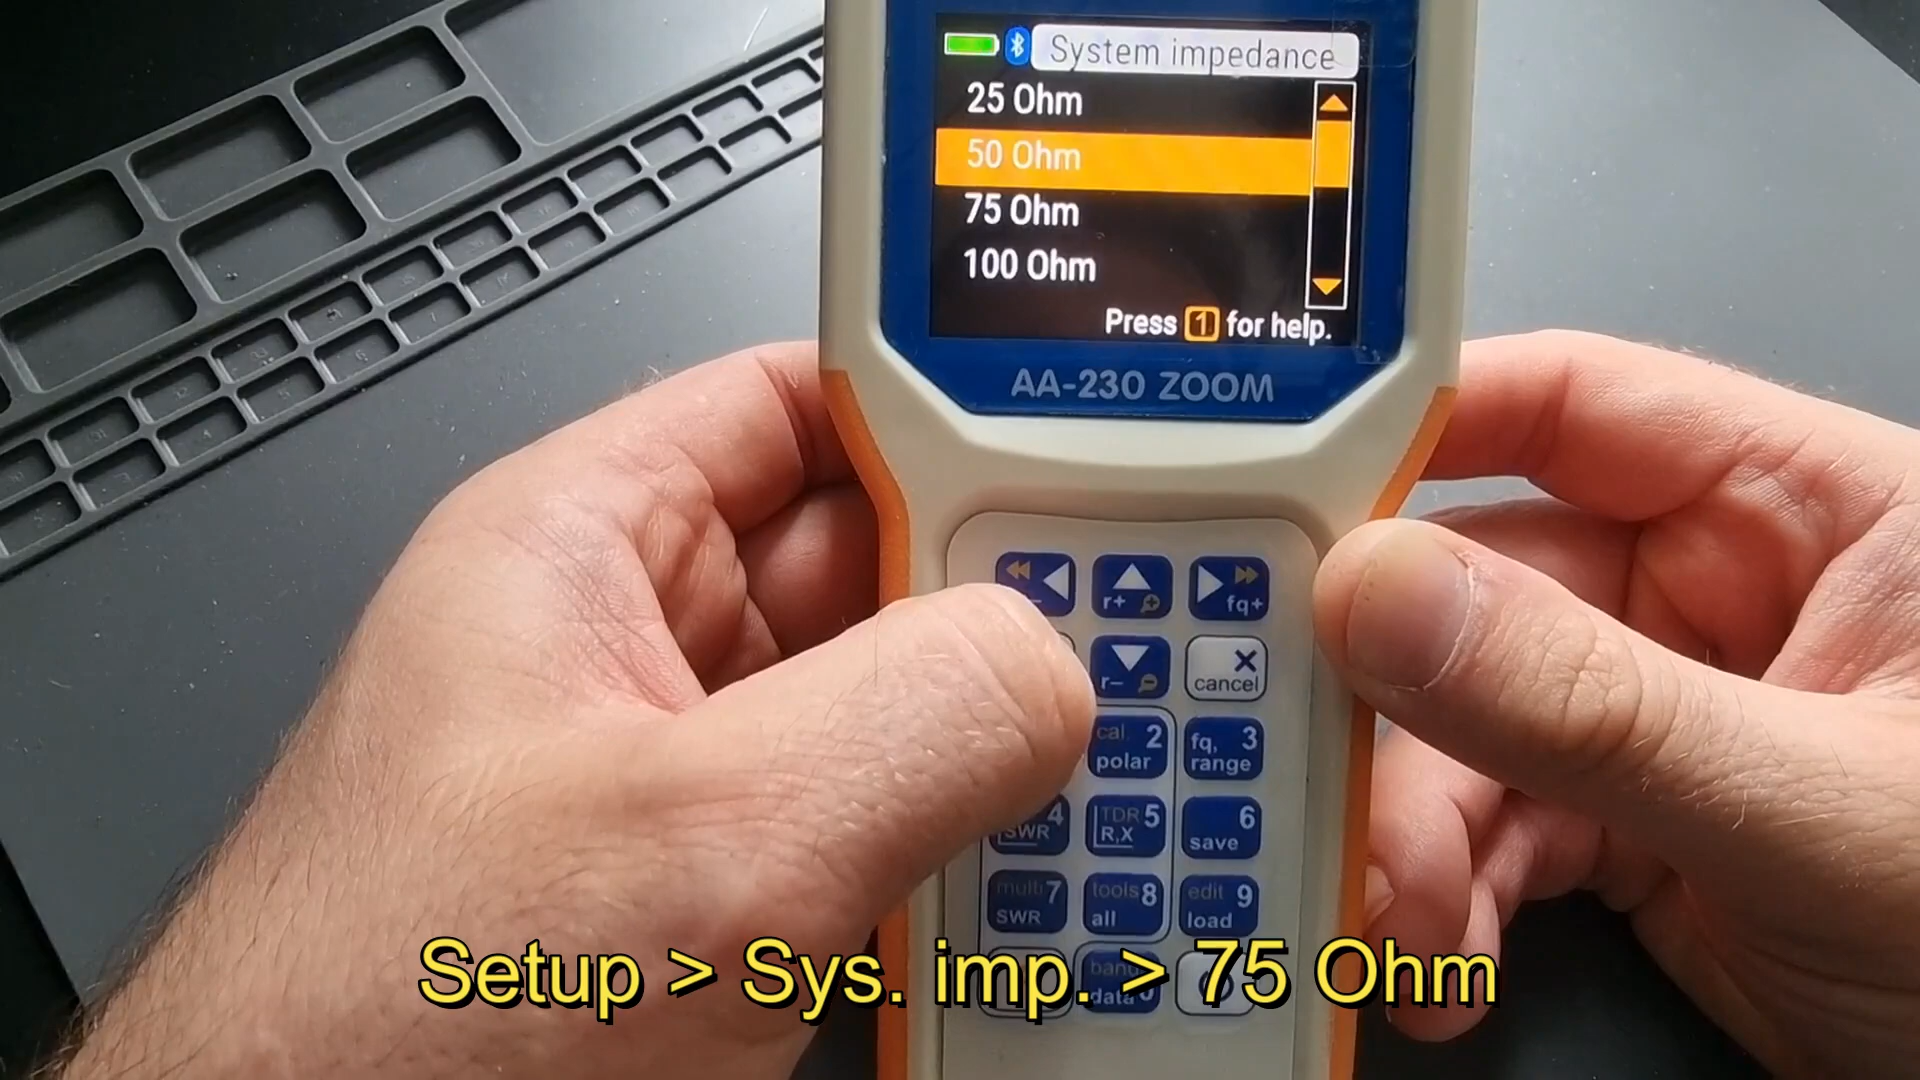 System impedance
25 Ohm
50 Ohm
75 Ohm
100 Ohm
Press 1 for help.
AA-230 ZOOM
r+
fq+
r–
cancel
cal. 2
polar
fq, 3
range
4
SWR
TDR 5
R,X
6
save
multi 7
SWR
tools 8
all
edit 9
load
data 0
Setup > Sys. imp. > 75 Ohm